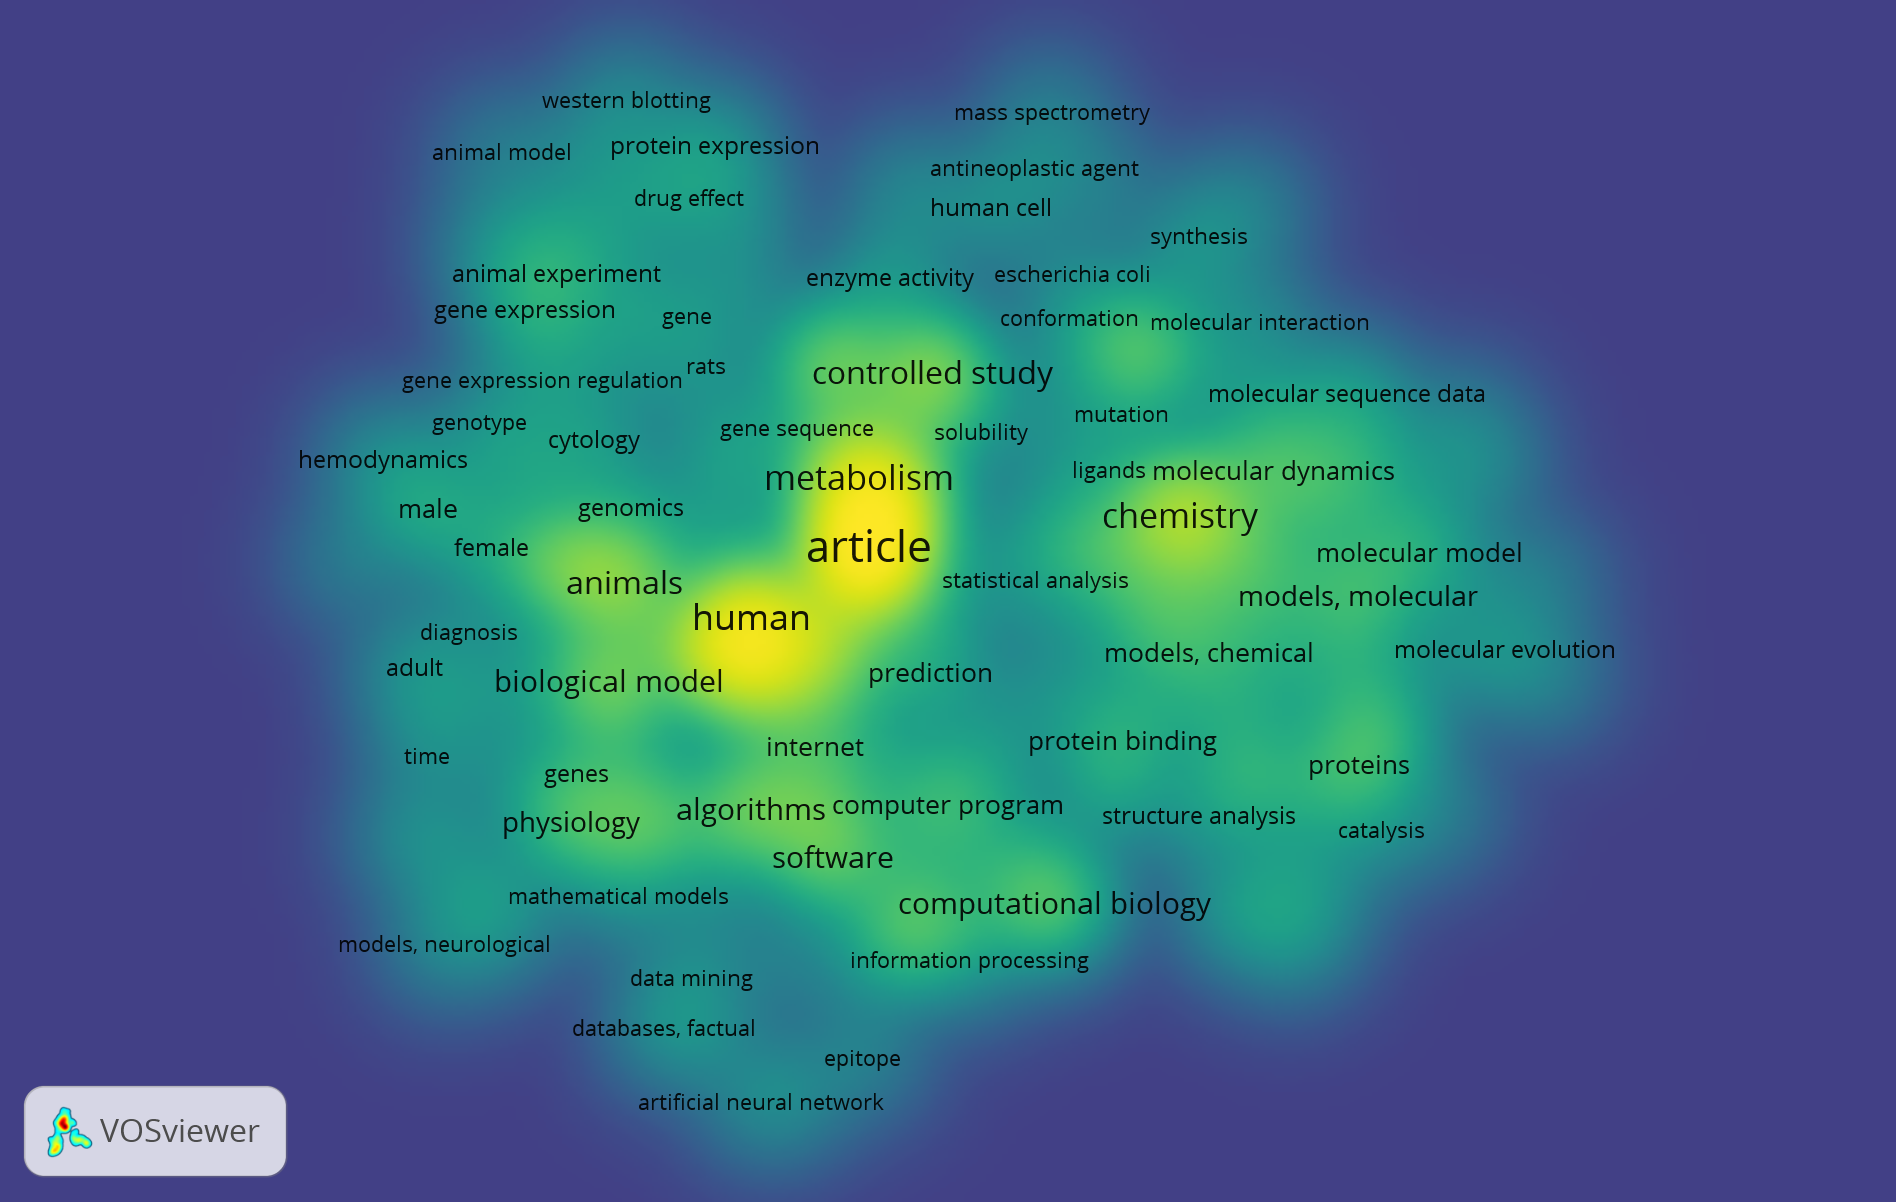 western blotting
mass spectrometry
animal model
protein expression
antineoplastic agent
drug effect
human cell
synthesis
animal experiment
enzyme activity
escherichia coli
gene expression
gene
conformation
molecular interaction
gene expression regulation
rats
controlled study
molecular sequence data
genotype
cytology
gene sequence
solubility
mutation
hemodynamics
metabolism
ligands
molecular dynamics
male
genomics
chemistry
female
article
molecular model
animals
statistical analysis
models, molecular
human
diagnosis
adult
biological model
prediction
models, chemical
molecular evolution
time
genes
internet
protein binding
proteins
physiology
algorithms
computer program
structure analysis
catalysis
software
mathematical models
computational biology
models, neurological
information processing
data mining
databases, factual
epitope
artificial neural network
VOSviewer